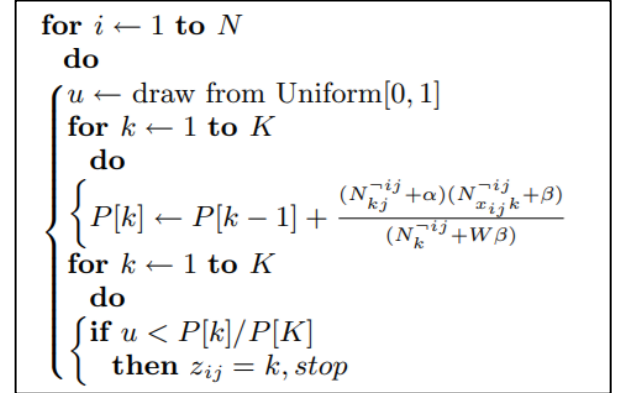 for i ← 1 to N
do
u ← draw from Uniform[0, 1]
for k ← 1 to K
do
P[k] ← P[k − 1] + \frac{(N_{kj}^{¬ij}+α)(N_{x_{ij}k}^{¬ij}+β)}{(N_k^{¬ij}+Wβ)}
for k ← 1 to K
do
if u < P[k]/P[K]
then z_{ij} = k, stop